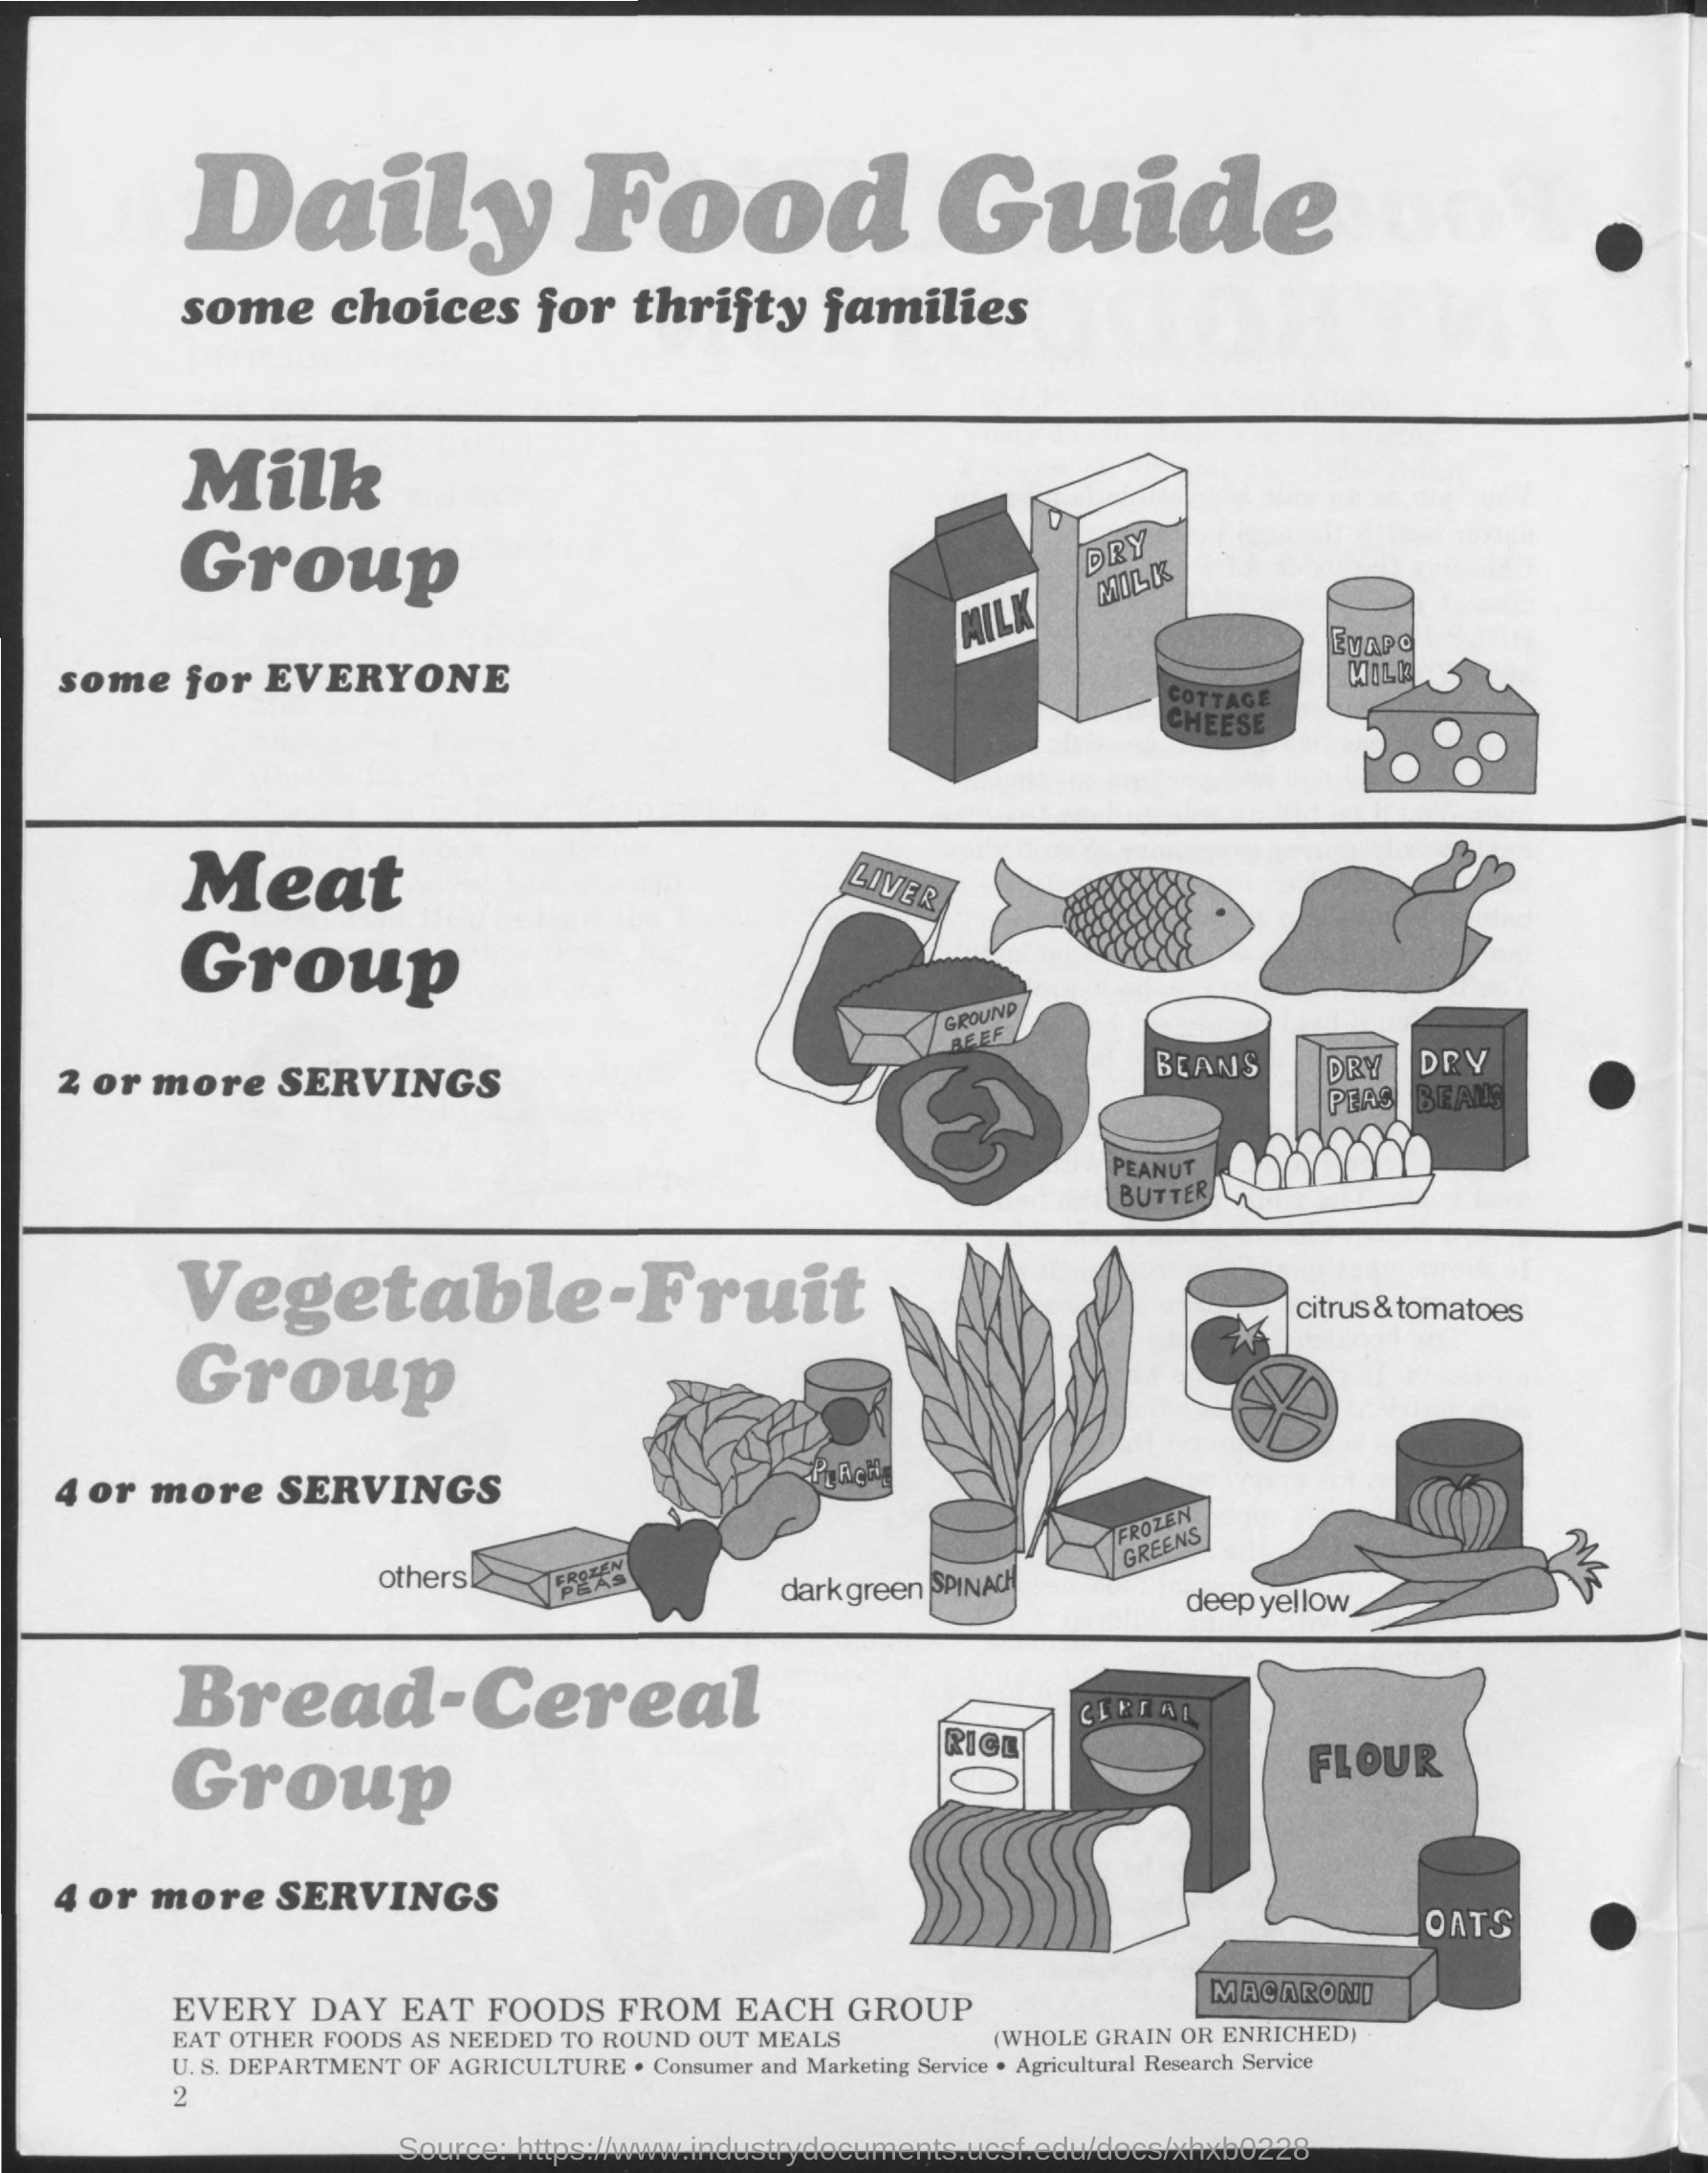 Daily Food Guide
some choices for thrifty families
Milk
Group
some for EVERYONE
MILK
DRY
MILK
COTTAGE
CHEESE
EVAPO
MILK
Meat
Group
2 or more SERVINGS
LIVER
GROUND
BEEF
BEANS
DRY
PEAS
DRY
BEANS
PEANUT
BUTTER
Vegetable-Fruit
Group
4 or more SERVINGS
citrus & tomatoes
PEACHE
others
FROZEN
PEAS
dark green
SPINACH
FROZEN
GREENS
deep yellow
Bread-Cereal
Group
4 or more SERVINGS
RICE
CEREAL
FLOUR
OATS
MACARONI
EVERY DAY EAT FOODS FROM EACH GROUP
EAT OTHER FOODS AS NEEDED TO ROUND OUT MEALS (WHOLE GRAIN OR ENRICHED)
U. S. DEPARTMENT OF AGRICULTURE • Consumer and Marketing Service • Agricultural Research Service
2
Source: https://www.industrydocuments.ucsf.edu/docs/xhxb0228